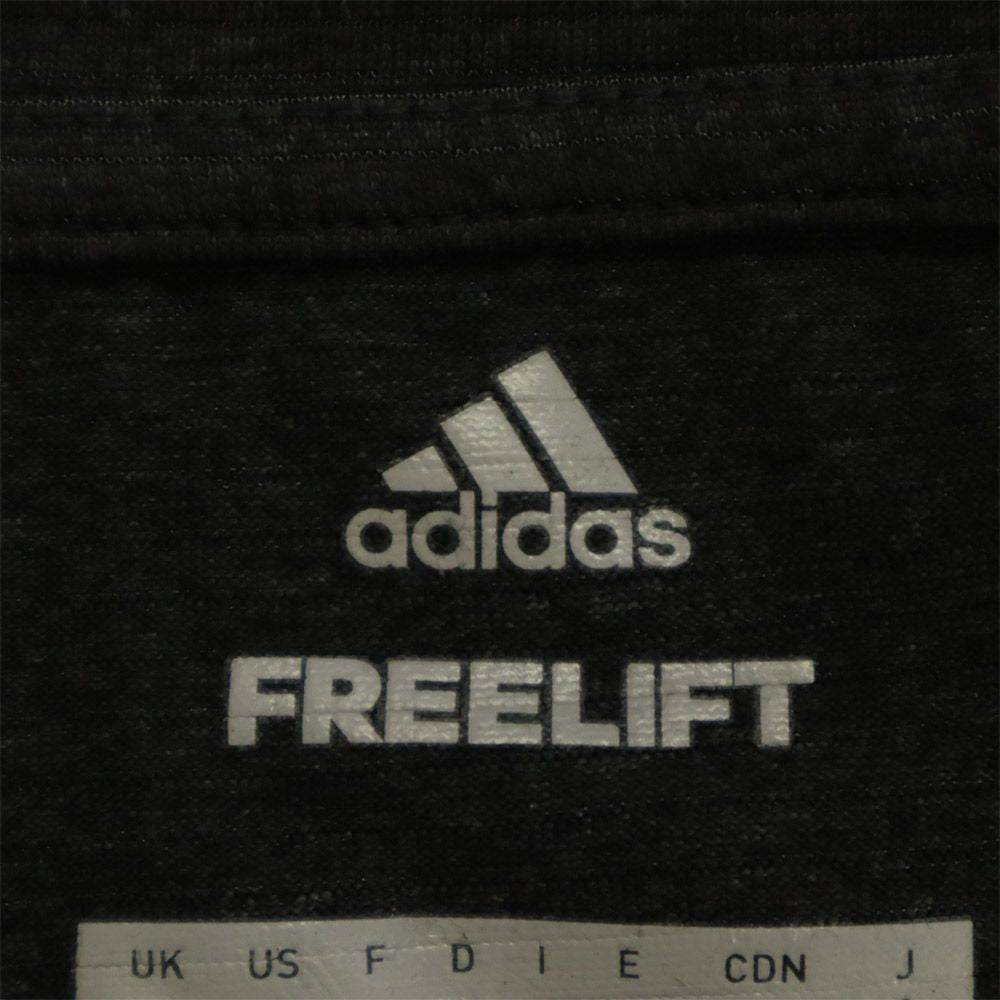 adidas
FREELIFT
UK US F D I E CDN J